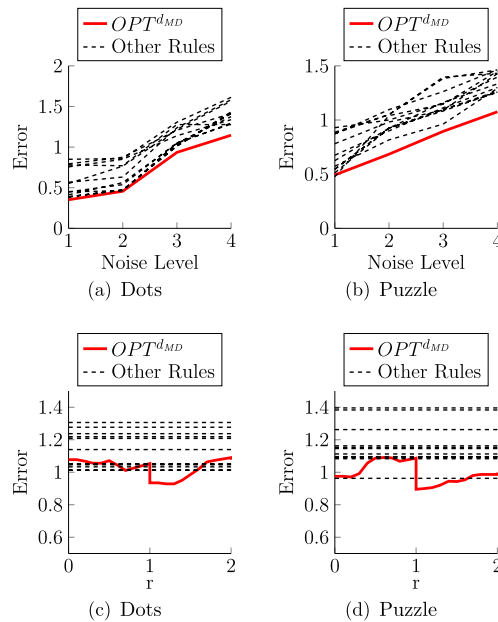 OPT^{d_{MD}}
Other Rules
2
1.5
1
0.5
0
1 2 3 4
Error
Noise Level
(a) Dots
OPT^{d_{MD}}
Other Rules
1.5
1
0.5
0
1 2 3 4
Error
Noise Level
(b) Puzzle
OPT^{d_{MD}}
Other Rules
1.4
1.2
1
0.8
0.6
0 1 2
Error
r
(c) Dots
OPT^{d_{MD}}
Other Rules
1.4
1.2
1
0.8
0.6
0 1 2
Error
r
(d) Puzzle